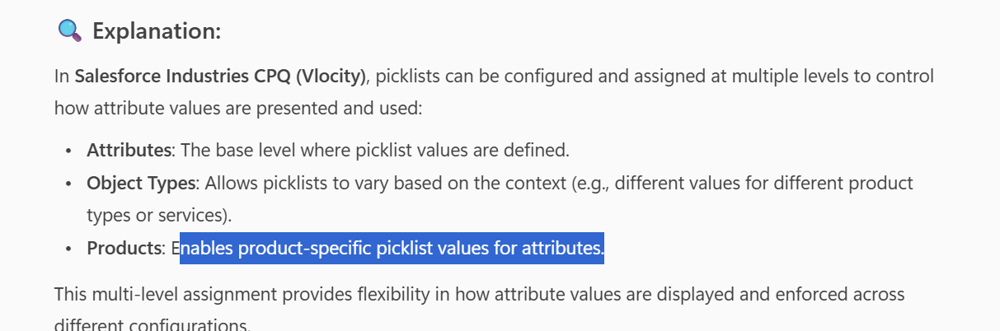 🔍 Explanation:
In Salesforce Industries CPQ (Vlocity), picklists can be configured and assigned at multiple levels to control
how attribute values are presented and used:
• Attributes: The base level where picklist values are defined.
• Object Types: Allows picklists to vary based on the context (e.g., different values for different product
types or services).
• Products: Enables product-specific picklist values for attributes.
This multi-level assignment provides flexibility in how attribute values are displayed and enforced across
different configurations.